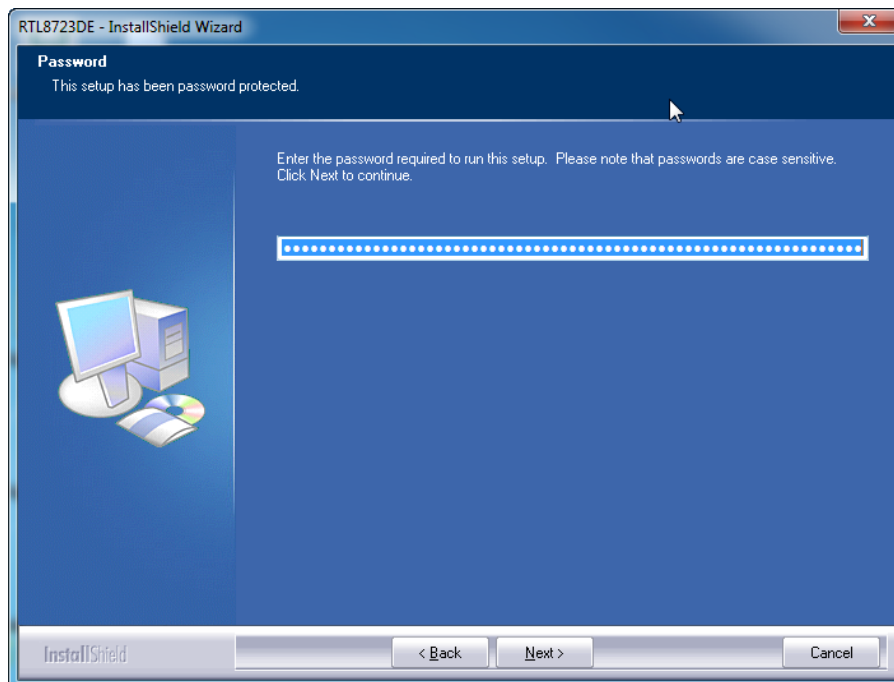 RTL8723DE - InstallShield Wizard
Password
This setup has been password protected.
Enter the password required to run this setup.  Please note that passwords are case sensitive.
Click Next to continue.
InstallShield
< Back
Next >
Cancel